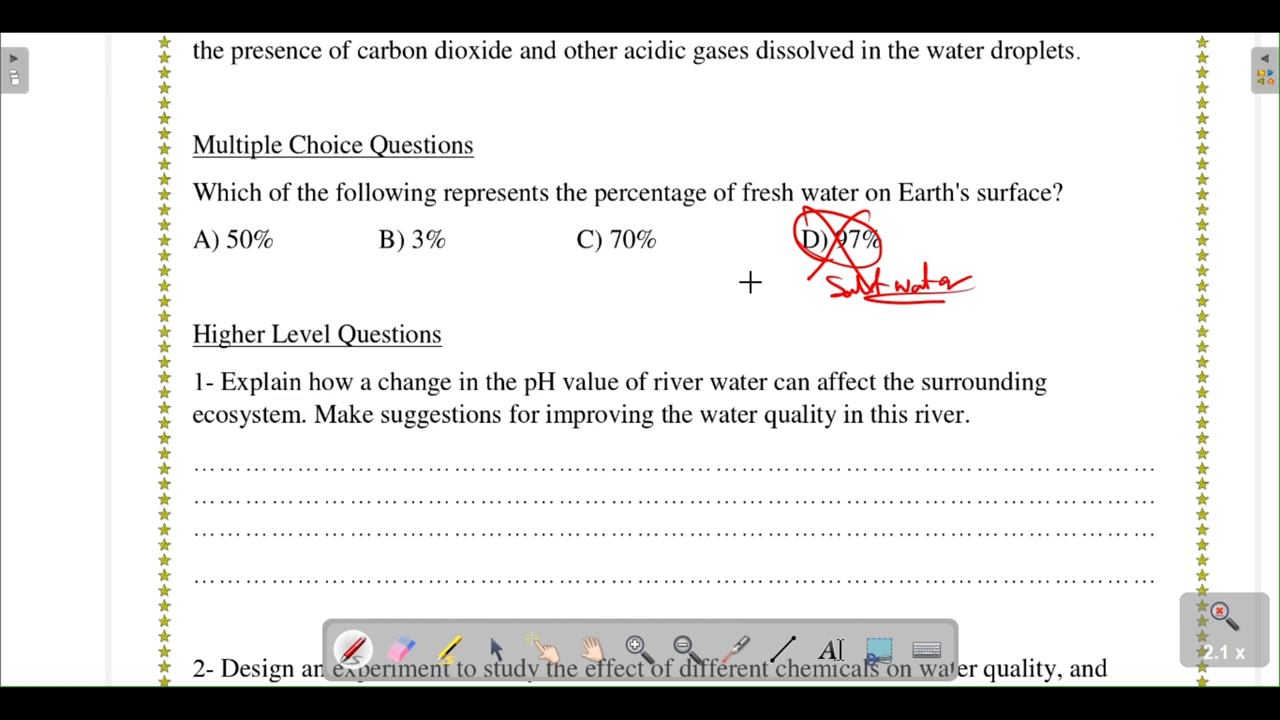 the presence of carbon dioxide and other acidic gases dissolved in the water droplets.
Multiple Choice Questions
Which of the following represents the percentage of fresh water on Earth's surface?
A) 50% B) 3% C) 70% D) 97%
Salt water
Higher Level Questions
1- Explain how a change in the pH value of river water can affect the surrounding
ecosystem. Make suggestions for improving the water quality in this river.
2- Design an experiment to study the effect of different chemicals on water quality, and
AI
2.1 x